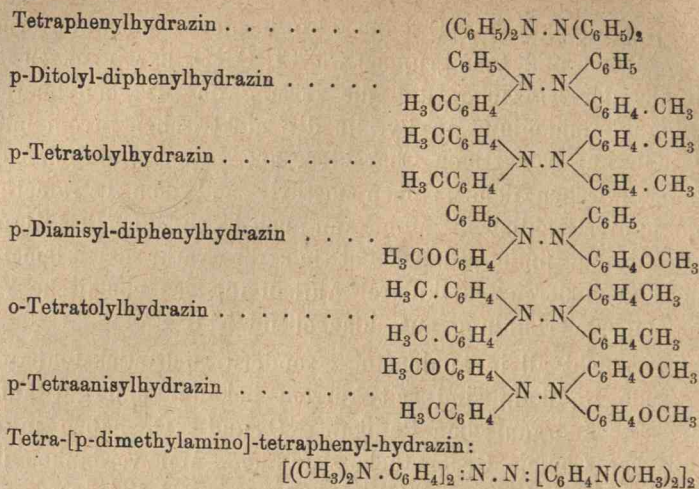 Tetraphenylhydrazin . . . . . . . . (C₆H₅)₂N . N(C₆H₅)₂
C₆H₅ C₆H₅
p-Ditolyl-diphenylhydrazin . . . . . N . N
H₃CC₆H₄ C₆H₄ . CH₃
H₃CC₆H₄ C₆H₄ . CH₃
p-Tetratolylhydrazin . . . . . . . . N . N
H₃CC₆H₄ C₆H₄ . CH₃
C₆H₅ C₆H₅
p-Dianisyl-diphenylhydrazin . . . . N . N
H₃COC₆H₄ C₆H₄OCH₃
H₃C . C₆H₄ C₆H₄CH₃
o-Tetratolylhydrazin . . . . . . . . N . N
H₃C . C₆H₄ C₆H₄CH₃
H₃COC₆H₄ C₆H₄OCH₃
p-Tetraanisylhydrazin . . . . . . . N . N
H₃CC₆H₄ C₆H₄OCH₃
Tetra-[p-dimethylamino]-tetraphenyl-hydrazin:
[(CH₃)₂N . C₆H₄]₂ : N . N : [C₆H₄N(CH₃)₂]₂